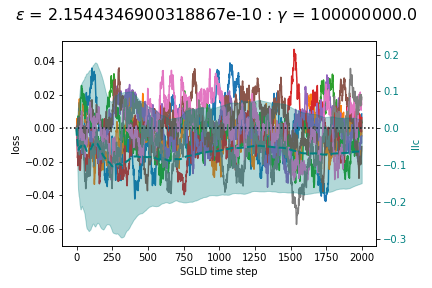 ε = 2.1544346900318867e-10 : γ = 100000000.0
0.04
0.02
0.00
−0.02
−0.04
−0.06
loss
0.2
0.1
0.0
−0.1
−0.2
−0.3
llc
0 250 500 750 1000 1250 1500 1750 2000
SGLD time step